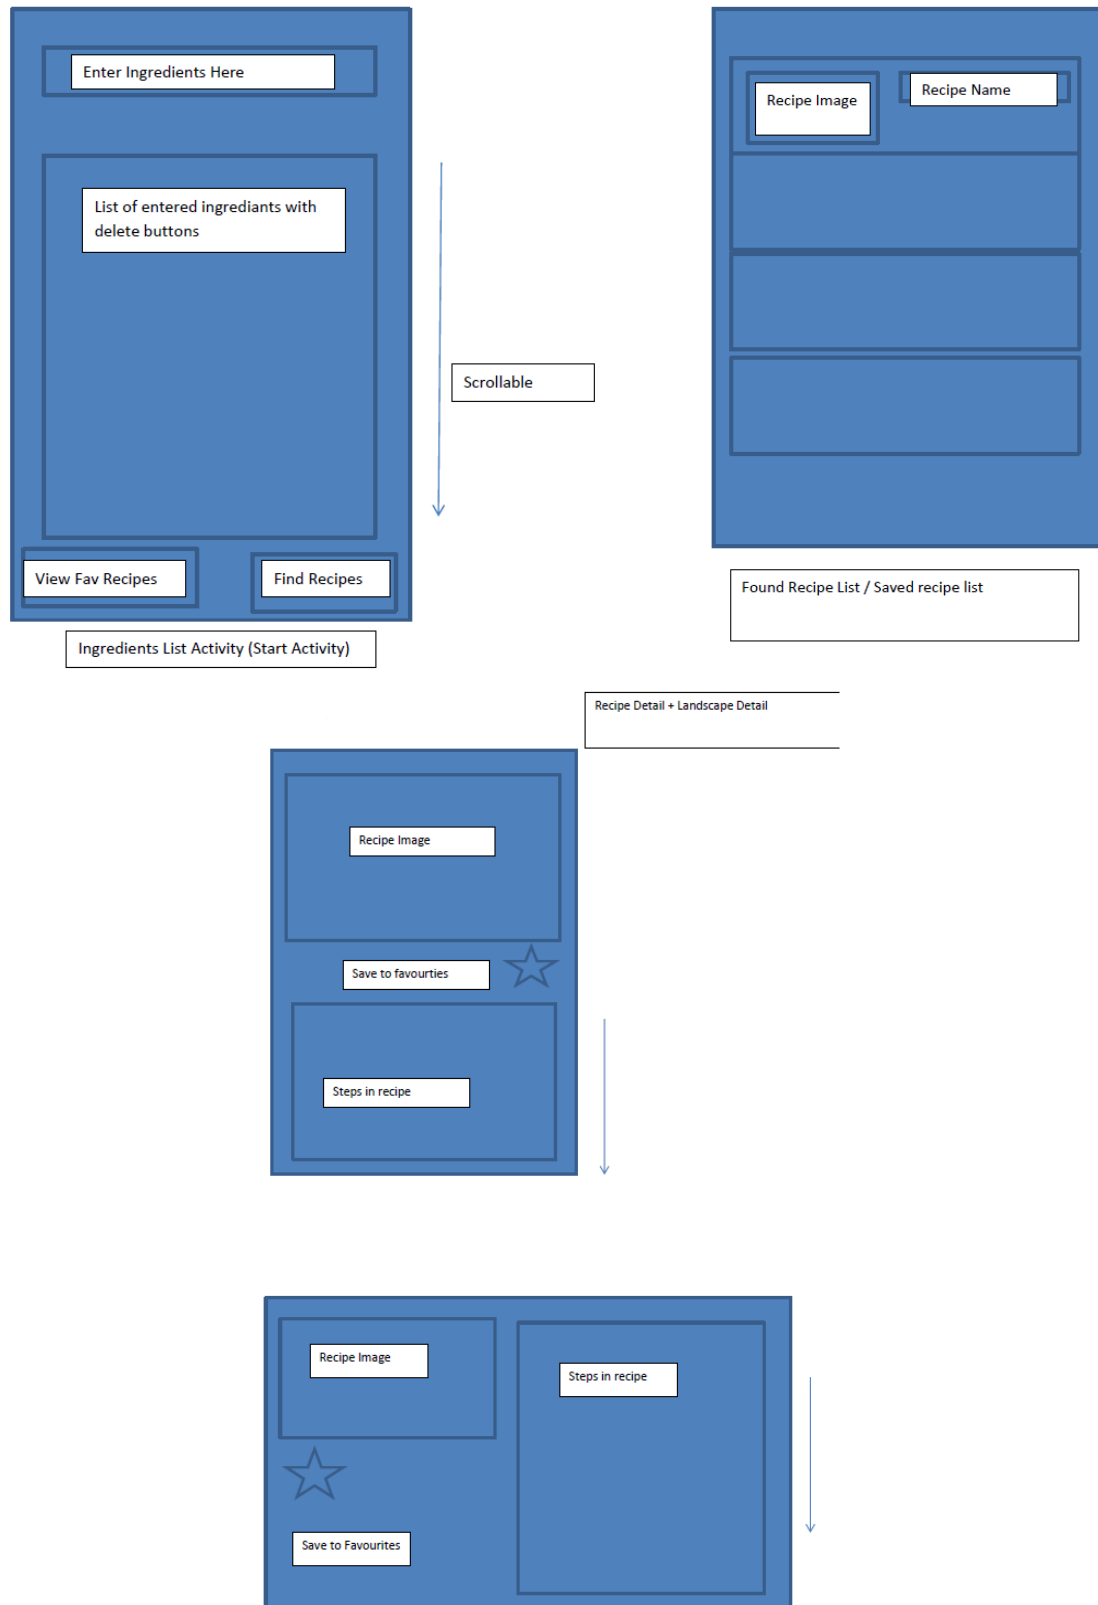 Enter Ingredients Here
List of entered ingrediants with
delete buttons
Scrollable
View Fav Recipes
Find Recipes
Ingredients List Activity (Start Activity)
Recipe Image
Recipe Name
Found Recipe List / Saved recipe list
Recipe Detail + Landscape Detail
Recipe Image
Save to favourties
Steps in recipe
Recipe Image
Steps in recipe
Save to Favourites